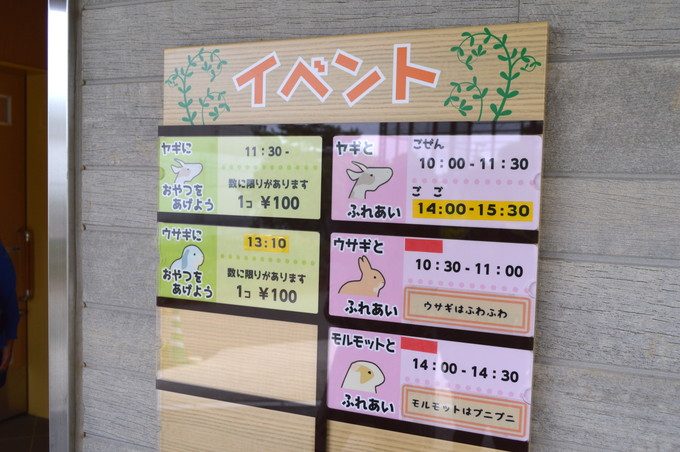 イベント
ヤギに
おやつを
あげよう
11:30-
数に限りがあります
1コ ¥100
ウサギに
おやつを
あげよう
13:10
数に限りがあります
1コ ¥100
ヤギと
ふれあい
ごぜん
10:00-11:30
ごご
14:00-15:30
ウサギと
ふれあい
10:30-11:00
ウサギはふわふわ
モルモットと
ふれあい
14:00-14:30
モルモットはプニプニ